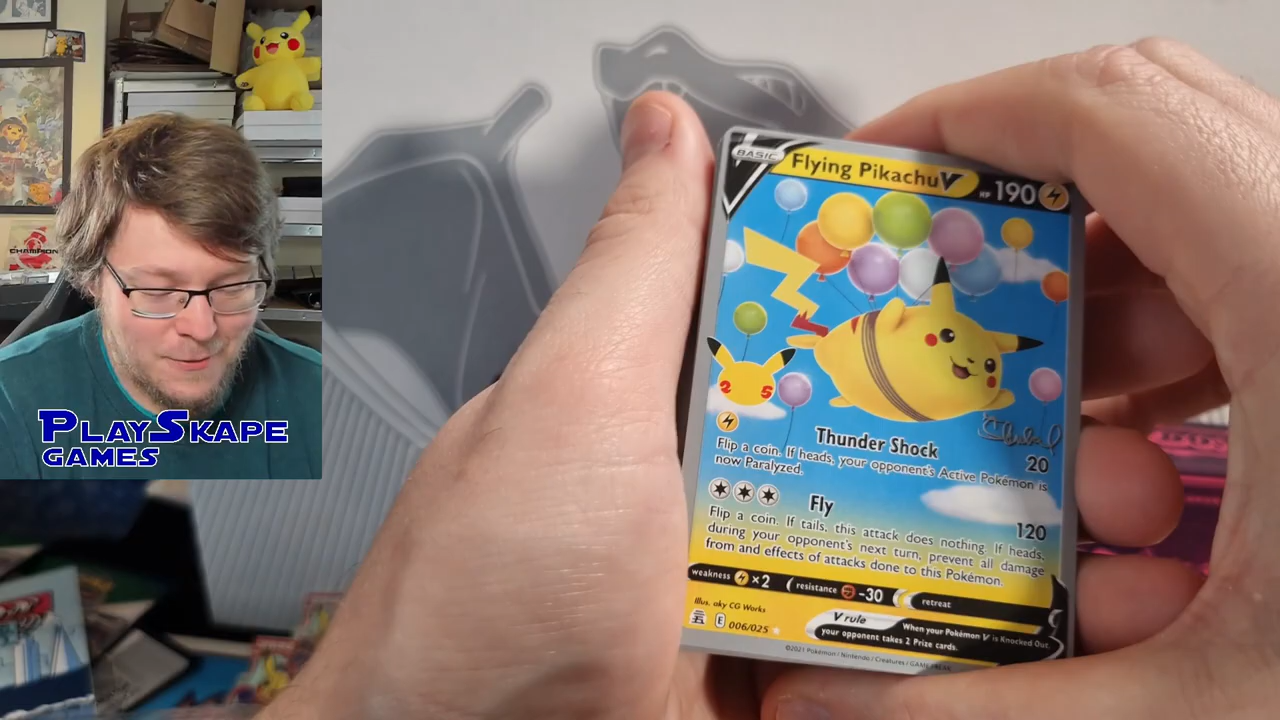 CHAMPION
PLAYSKAPE
GAMES
BASIC
Flying Pikachu V
HP 190
25
Thunder Shock
20
Flip a coin. If heads, your opponent's Active Pokémon is
now Paralyzed.
Fly
120
Flip a coin. If tails, this attack does nothing. If heads,
during your opponent's next turn, prevent all damage
from and effects of attacks done to this Pokémon.
weakness ×2 resistance -30 retreat
Illus. aky CG Works
E 006/025
V rule
When your Pokémon V is Knocked Out,
your opponent takes 2 Prize cards.
©2021 Pokémon / Nintendo / Creatures / GAME FREAK